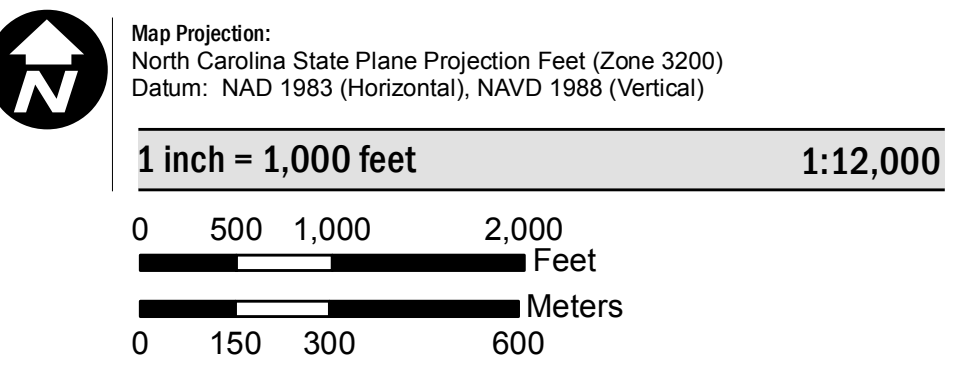 N
Map Projection:
North Carolina State Plane Projection Feet (Zone 3200)
Datum:  NAD 1983 (Horizontal), NAVD 1988 (Vertical)
1 inch = 1,000 feet 1:12,000
0 500 1,000 2,000
Feet
Meters
0 150 300 600